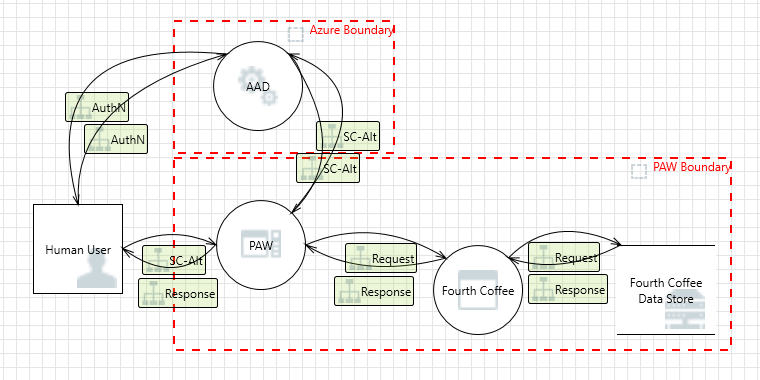 Azure Boundary
AAD
AuthN
AuthN
SC-Alt
SC-Alt
PAW Boundary
Human User
PAW
SC-Alt
Response
Request
Response
Fourth Coffee
Request
Response
Fourth Coffee
Data Store